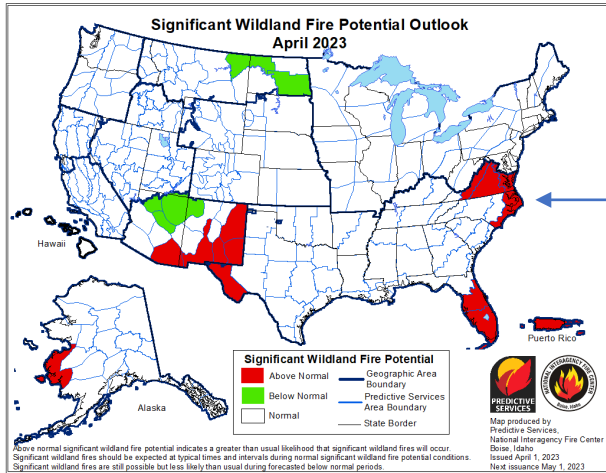 Significant Wildland Fire Potential Outlook
April 2023
Hawaii
Alaska
Puerto Rico
Significant Wildland Fire Potential
Above Normal
Below Normal
Normal
Geographic Area
Boundary
Predictive Services
Area Boundary
State Border
PREDICTIVE
SERVICES
NATIONAL INTERAGENCY FIRE CENTER
Boise, Idaho
Map produced by
Predictive Services,
National Interagency Fire Center
Boise, Idaho
Issued April 1, 2023
Next issuance May 1, 2023
Above normal significant wildland fire potential indicates a greater than usual likelihood that significant wildland fires will occur.
Significant wildland fires should be expected at typical times and intervals during normal significant wildland fire potential conditions.
Significant wildland fires are still possible but less likely than usual during forecasted below normal periods.